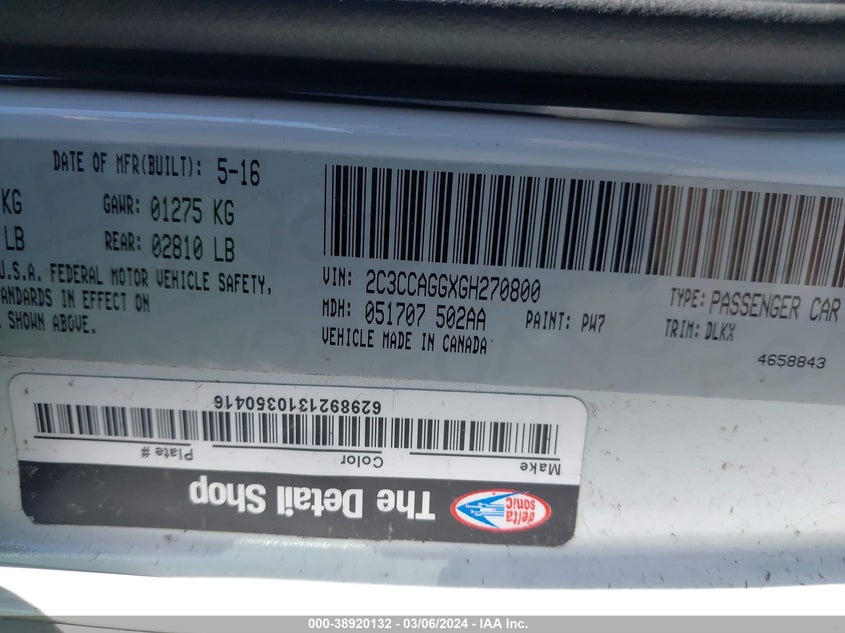 DATE OF MFR(BUILT): 5-16
KG GAWR: 01275 KG
LB REAR: 02810 LB
U.S.A. FEDERAL MOTOR VEHICLE SAFETY,
STANDARDS IN EFFECT ON
SHOWN ABOVE.
VIN: 2C3CCAGGXGH270800
TYPE: PASSENGER CAR
MDH: 051707 502AA PAINT: PW7
TRIM: DLKX
VEHICLE MADE IN CANADA
4658843
The Detail Shop
delta sonic
Make Color Plate #
6298921310350416
000-38920132 - 03/06/2024 - IAA Inc.